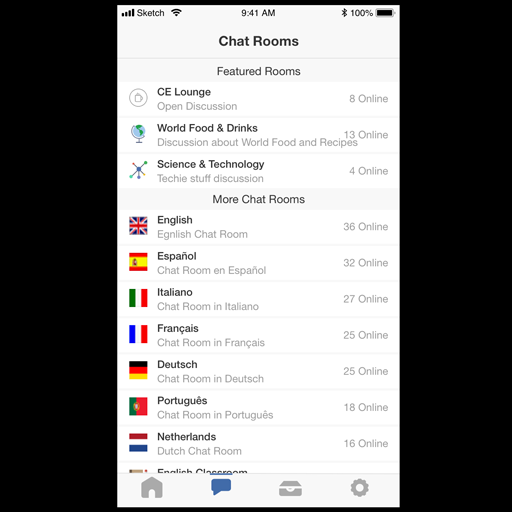 Sketch 9:41 AM 100%
Chat Rooms
Featured Rooms
CE Lounge
8 Online
Open Discussion
World Food & Drinks
13 Online
Discussion about World Food and Recipes
Science & Technology
4 Online
Techie stuff discussion
More Chat Rooms
English
36 Online
Egnlish Chat Room
Español
32 Online
Chat Room en Español
Italiano
27 Online
Chat Room in Italiano
Français
25 Online
Chat Room in Français
Deutsch
25 Online
Chat Room in Deutsch
Português
18 Online
Chat Room in Português
Netherlands
16 Online
Dutch Chat Room
English Classroom